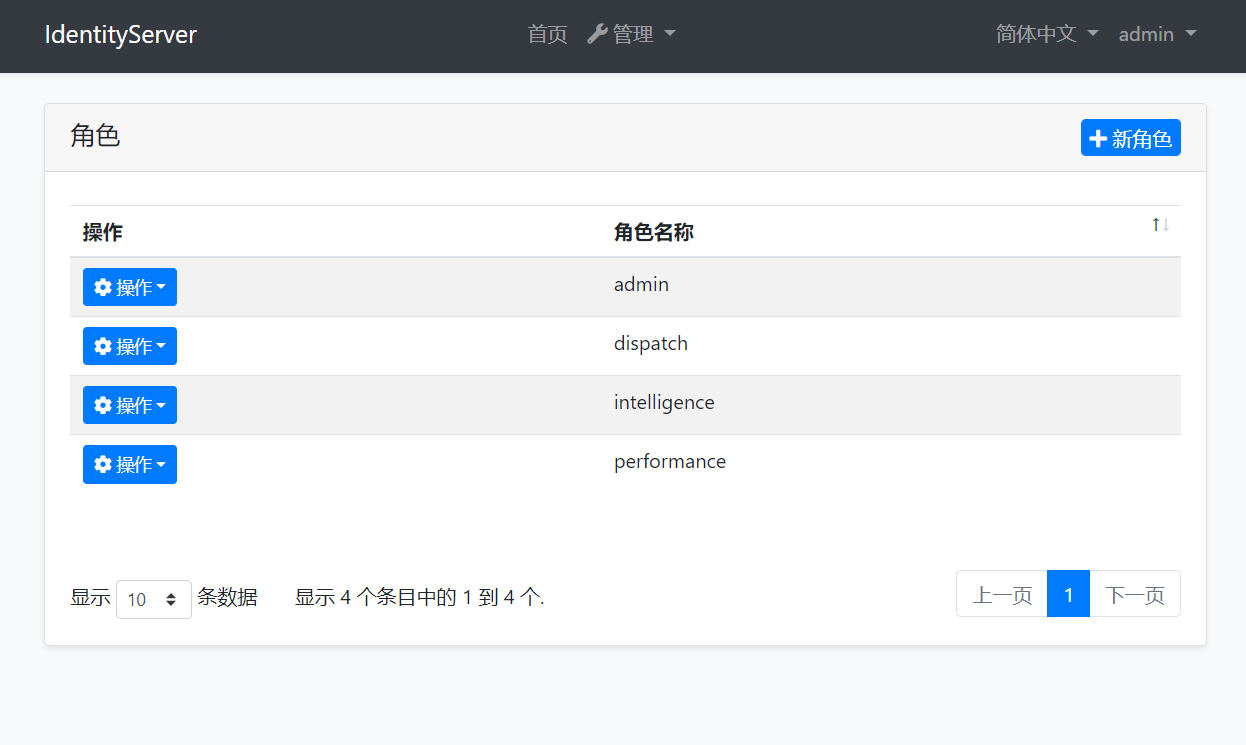 IdentityServer 首页 管理 简体中文 admin
角色 新角色
操作 角色名称 ↑↓
操作 admin
操作 dispatch
操作 intelligence
操作 performance
显示 10 条数据 显示 4 个条目中的 1 到 4 个. 上一页 1 下一页